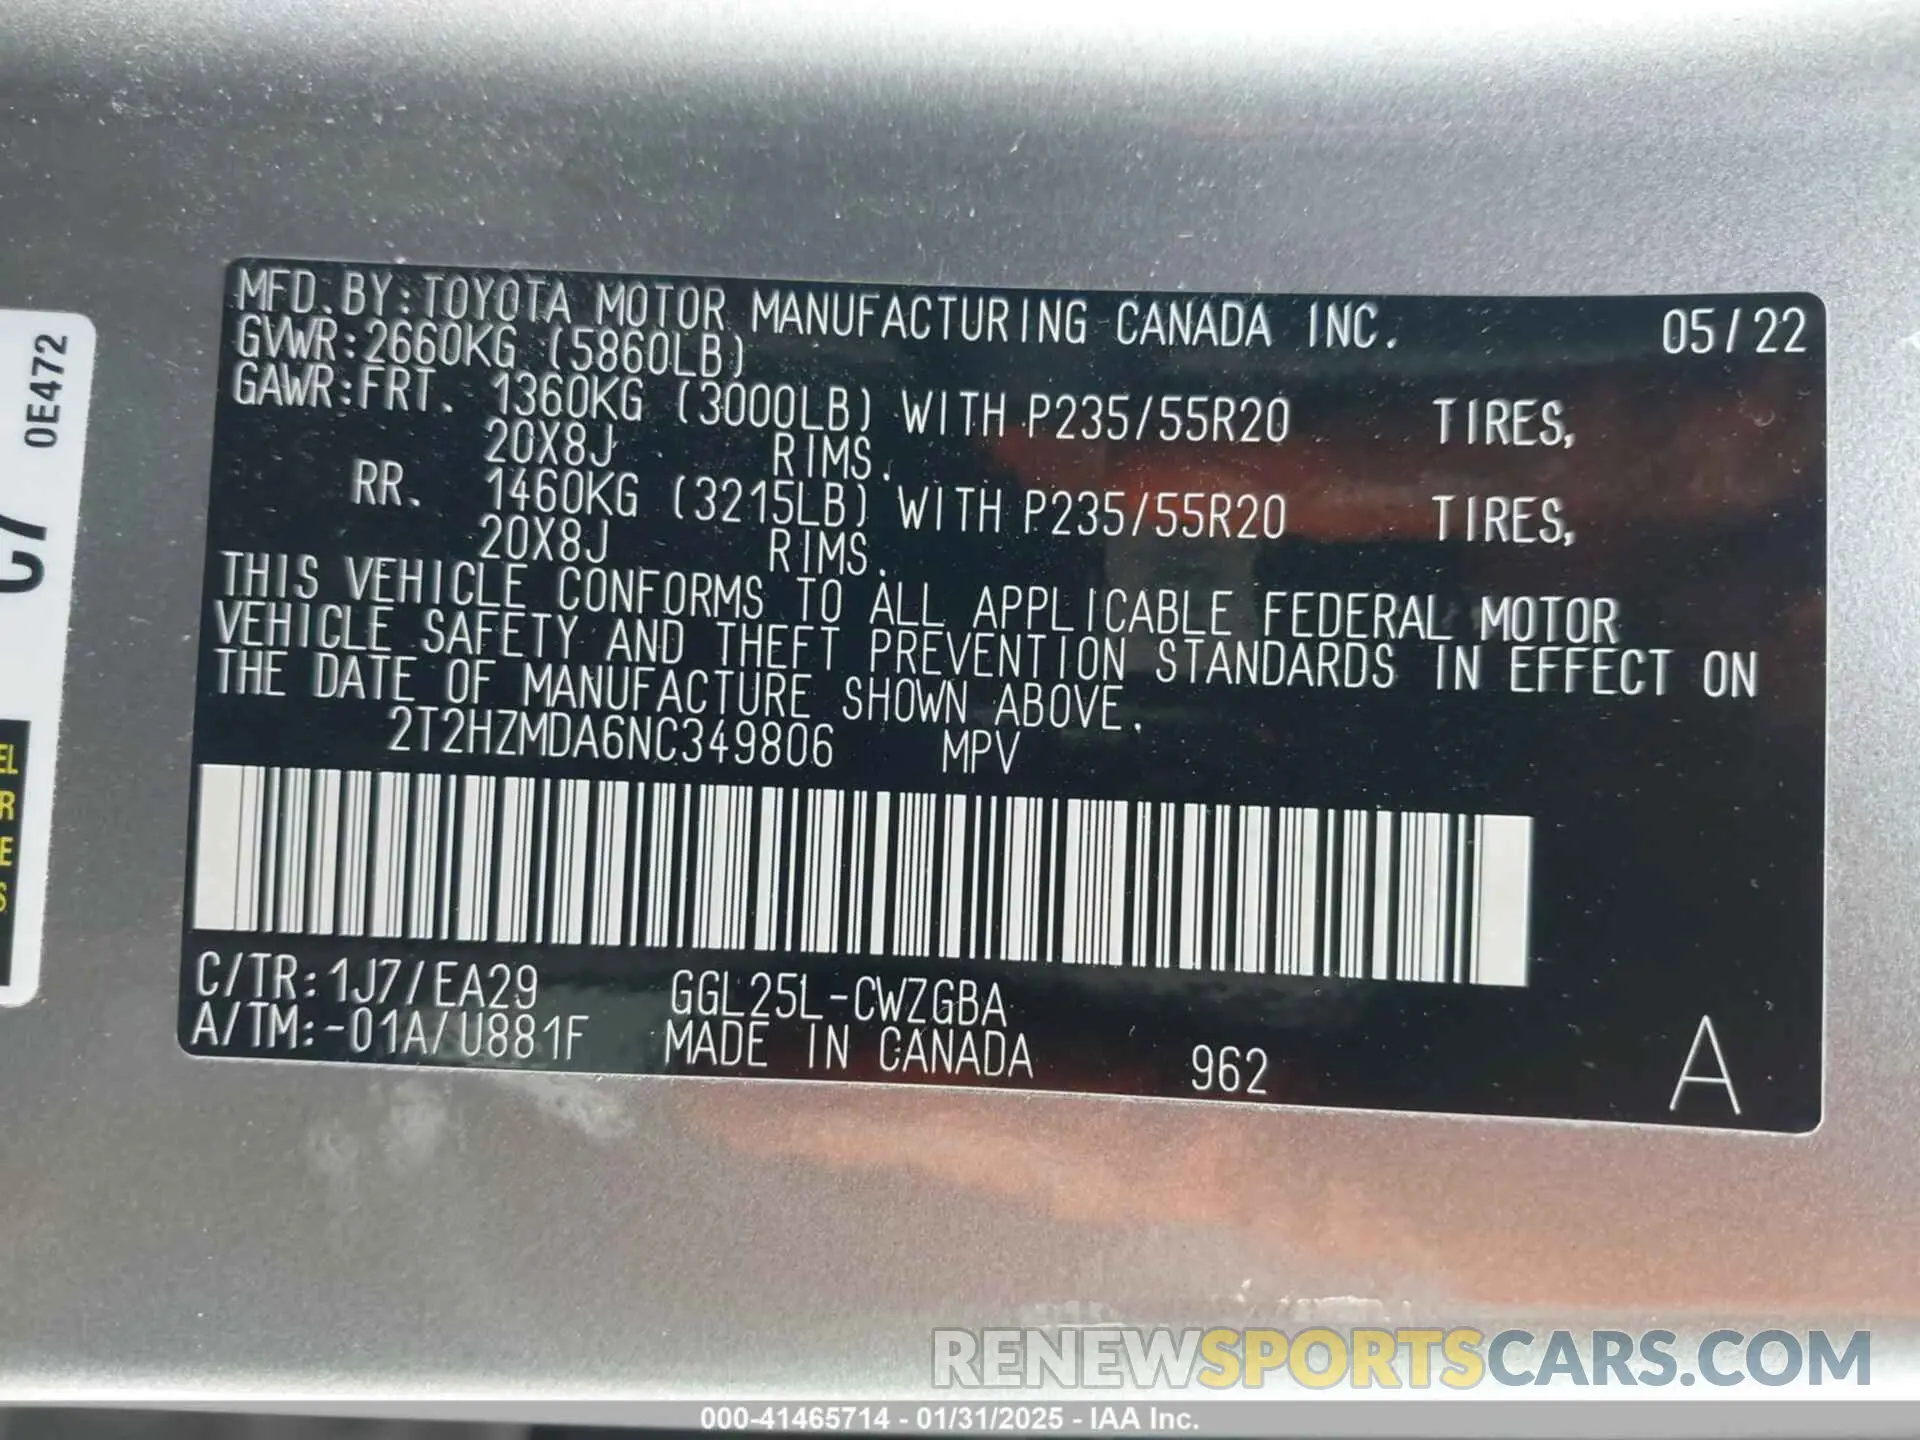 MFD.BY:TOYOTA MOTOR MANUFACTURING CANADA INC. 05/22
GVWR:2660KG (5860LB)
GAWR:FRT. 1360KG (3000LB) WITH P235/55R20 TIRES,
20X8J RIMS.
RR. 1460KG (3215LB) WITH P235/55R20 TIRES,
20X8J RIMS.
THIS VEHICLE CONFORMS TO ALL APPLICABLE FEDERAL MOTOR
VEHICLE SAFETY AND THEFT PREVENTION STANDARDS IN EFFECT ON
THE DATE OF MANUFACTURE SHOWN ABOVE.
2T2HZMDA6NC349806 MPV
C/TR:1J7/EA29 GGL25L-CWZGBA
A/TM:-01A/U881F MADE IN CANADA 962 A
0E472
C7
RENEWSPORTSCARS.COM
000-41465714 - 01/31/2025 - IAA Inc.